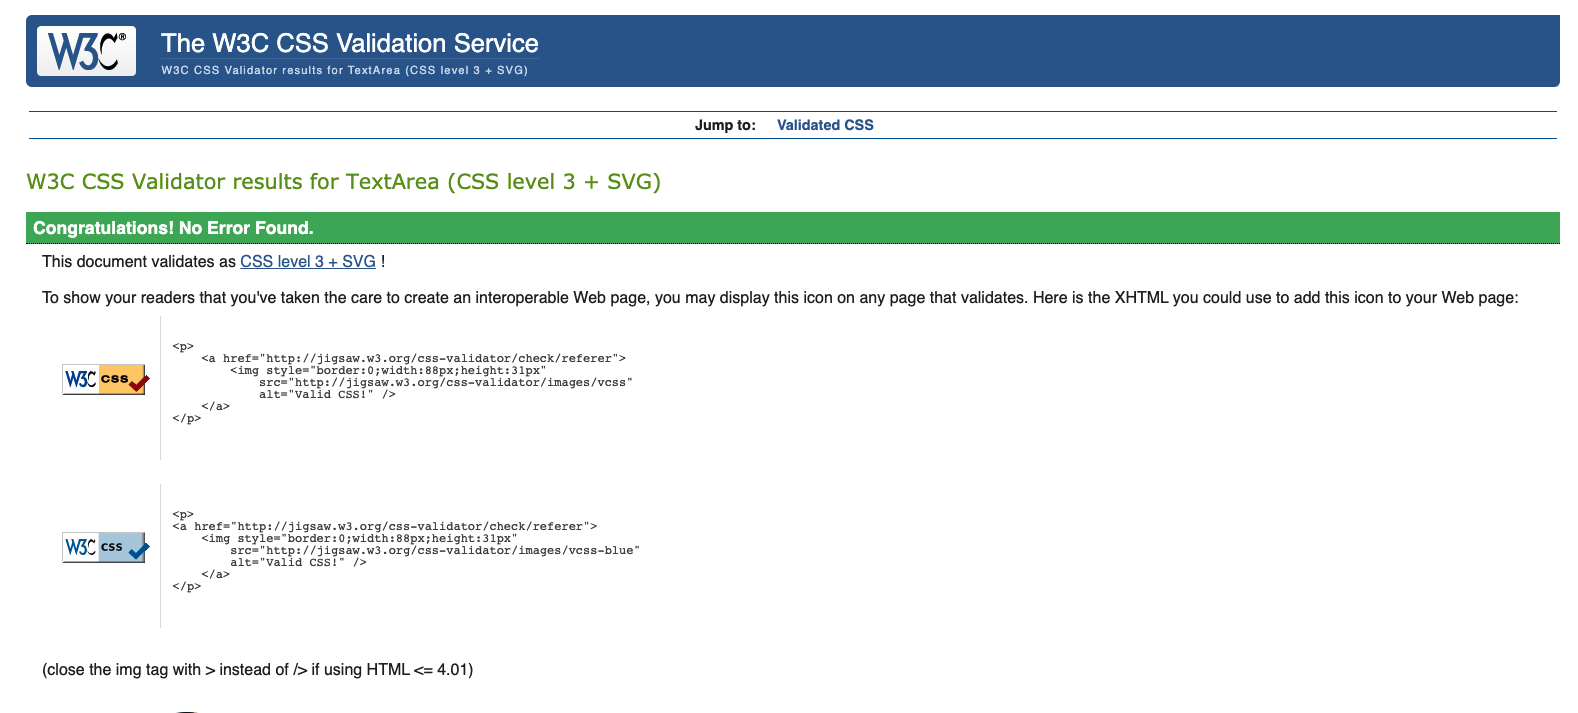 W3C®
The W3C CSS Validation Service
W3C CSS Validator results for TextArea (CSS level 3 + SVG)
Jump to: Validated CSS
W3C CSS Validator results for TextArea (CSS level 3 + SVG)
Congratulations! No Error Found.
This document validates as CSS level 3 + SVG !
To show your readers that you've taken the care to create an interoperable Web page, you may display this icon on any page that validates. Here is the XHTML you could use to add this icon to your Web page:
W3C css
<p>
    <a href="http://jigsaw.w3.org/css-validator/check/referer">
        <img style="border:0;width:88px;height:31px"
            src="http://jigsaw.w3.org/css-validator/images/vcss"
            alt="Valid CSS!" />
    </a>
</p>
W3C css
<p>
<a href="http://jigsaw.w3.org/css-validator/check/referer">
    <img style="border:0;width:88px;height:31px"
        src="http://jigsaw.w3.org/css-validator/images/vcss-blue"
        alt="Valid CSS!" />
    </a>
</p>
(close the img tag with > instead of /> if using HTML <= 4.01)